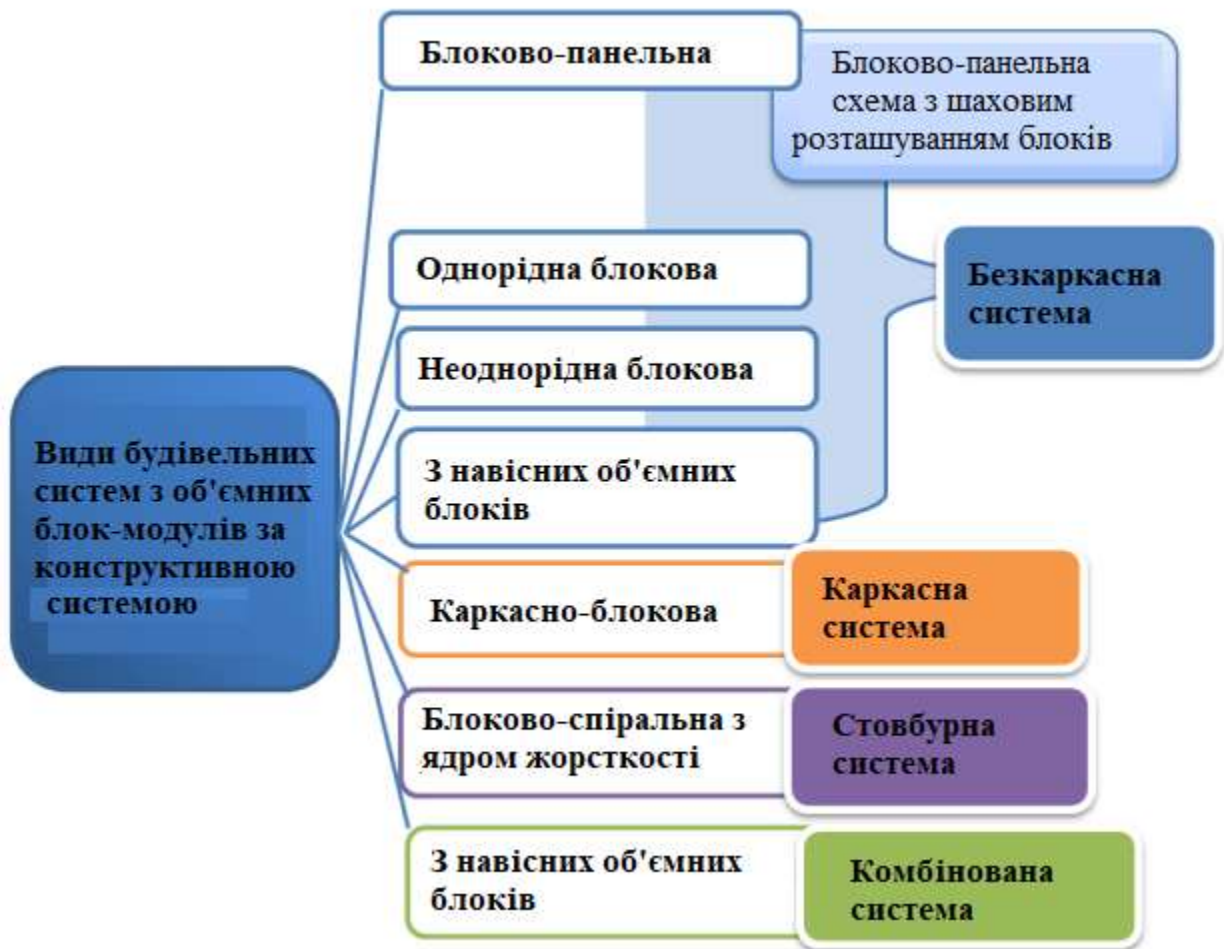 Блоково-панельна
Блоково-панельна
схема з шаховим
розташуванням блоків
Однорідна блокова
Безкаркасна
система
Неоднорідна блокова
Види будівельних
систем з об'ємних
блок-модулів за
конструктивною
системою
З навісних об'ємних
блоків
Каркасно-блокова
Каркасна
система
Блоково-спіральна з
ядром жорсткості
Стовбурна
система
З навісних об'ємних
блоків
Комбінована
система